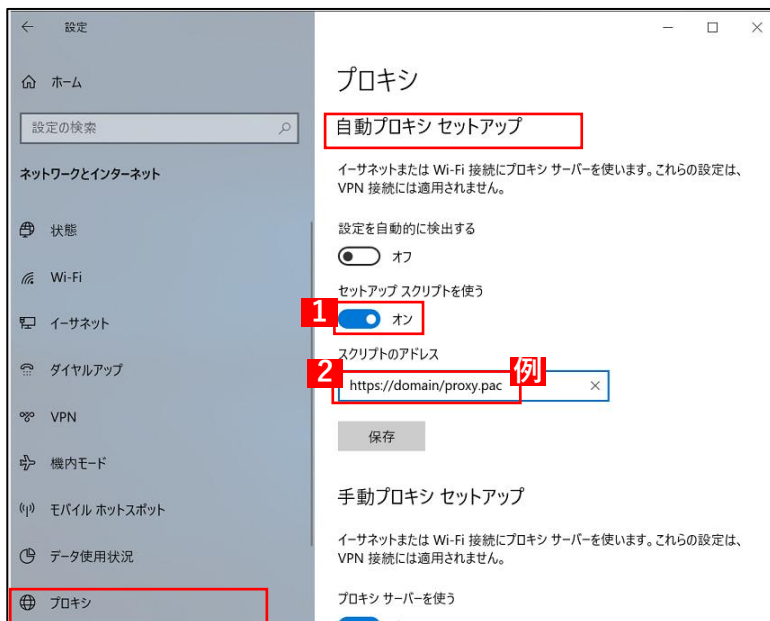 設定
ホーム
設定の検索
ネットワークとインターネット
状態
Wi-Fi
イーサネット
ダイヤルアップ
VPN
機内モード
モバイル ホットスポット
データ使用状況
プロキシ
プロキシ
自動プロキシ セットアップ
イーサネットまたは Wi-Fi 接続にプロキシ サーバーを使います。これらの設定は、
VPN 接続には適用されません。
設定を自動的に検出する
オフ
セットアップ スクリプトを使う
1
オン
スクリプトのアドレス
2
https://domain/proxy.pac
例
保存
手動プロキシ セットアップ
イーサネットまたは Wi-Fi 接続にプロキシ サーバーを使います。これらの設定は、
VPN 接続には適用されません。
プロキシ サーバーを使う